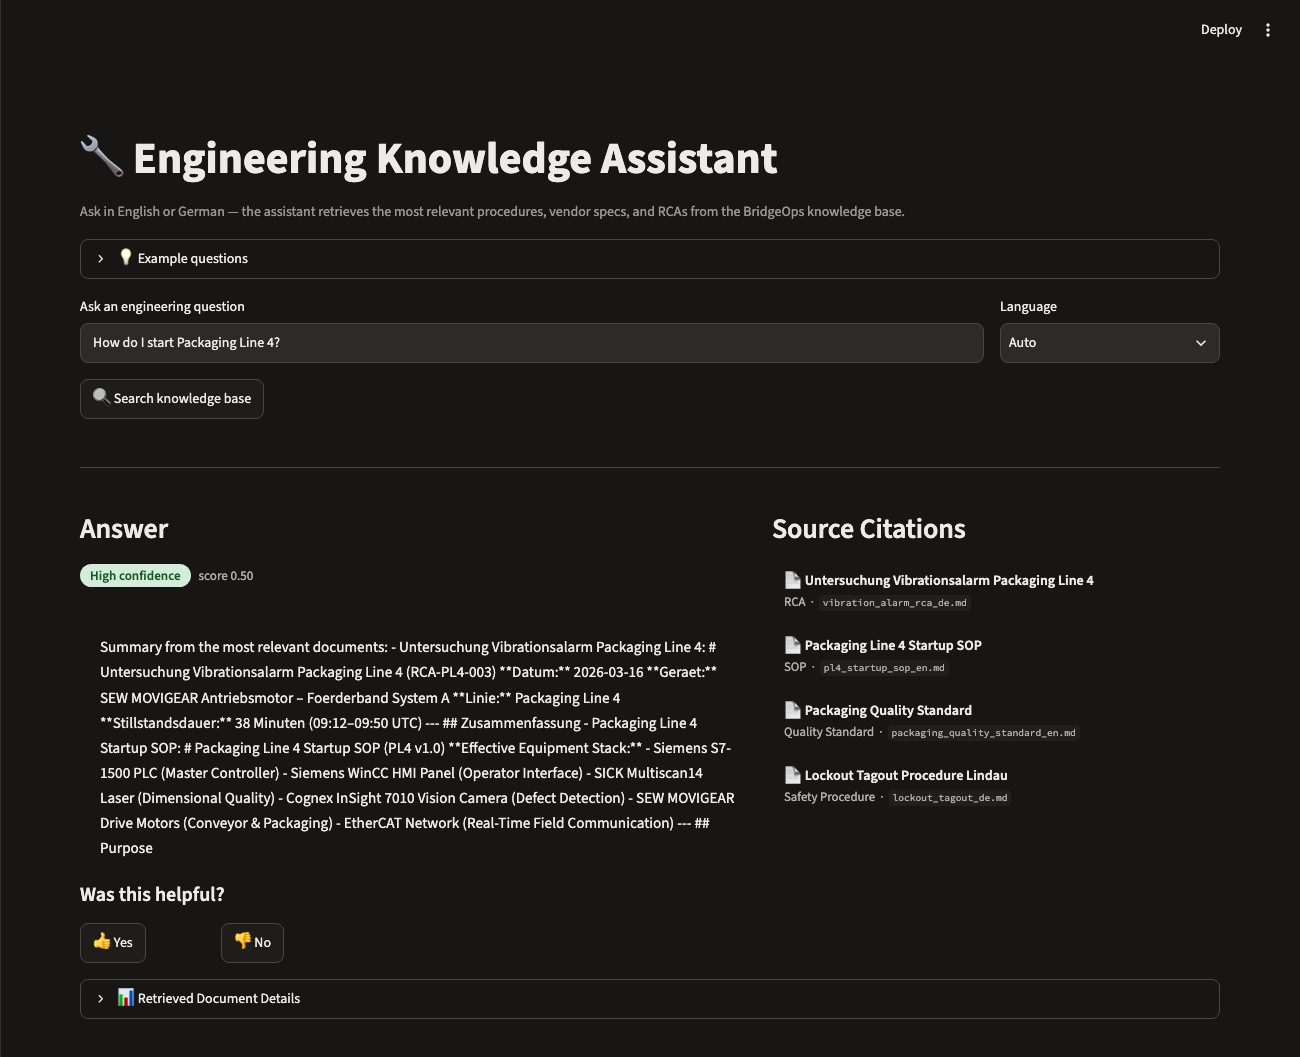 Deploy
Engineering Knowledge Assistant
Ask in English or German — the assistant retrieves the most relevant procedures, vendor specs, and RCAs from the BridgeOps knowledge base.
Example questions
Ask an engineering question
Language
How do I start Packaging Line 4?
Auto
Search knowledge base
Answer
High confidence score 0.50
Summary from the most relevant documents: - Untersuchung Vibrationsalarm Packaging Line 4: #
Untersuchung Vibrationsalarm Packaging Line 4 (RCA-PL4-003) **Datum:** 2026-03-16 **Geraet:**
SEW MOVIGEAR Antriebsmotor – Foerderband System A **Linie:** Packaging Line 4
**Stillstandsdauer:** 38 Minuten (09:12–09:50 UTC) --- ## Zusammenfassung - Packaging Line 4
Startup SOP: # Packaging Line 4 Startup SOP (PL4 v1.0) **Effective Equipment Stack:** - Siemens S7-
1500 PLC (Master Controller) - Siemens WinCC HMI Panel (Operator Interface) - SICK Multiscan14
Laser (Dimensional Quality) - Cognex InSight 7010 Vision Camera (Defect Detection) - SEW MOVIGEAR
Drive Motors (Conveyor & Packaging) - EtherCAT Network (Real-Time Field Communication) --- ##
Purpose
Source Citations
Untersuchung Vibrationsalarm Packaging Line 4
RCA · vibration_alarm_rca_de.md
Packaging Line 4 Startup SOP
SOP · pl4_startup_sop_en.md
Packaging Quality Standard
Quality Standard · packaging_quality_standard_en.md
Lockout Tagout Procedure Lindau
Safety Procedure · lockout_tagout_de.md
Was this helpful?
Yes
No
Retrieved Document Details